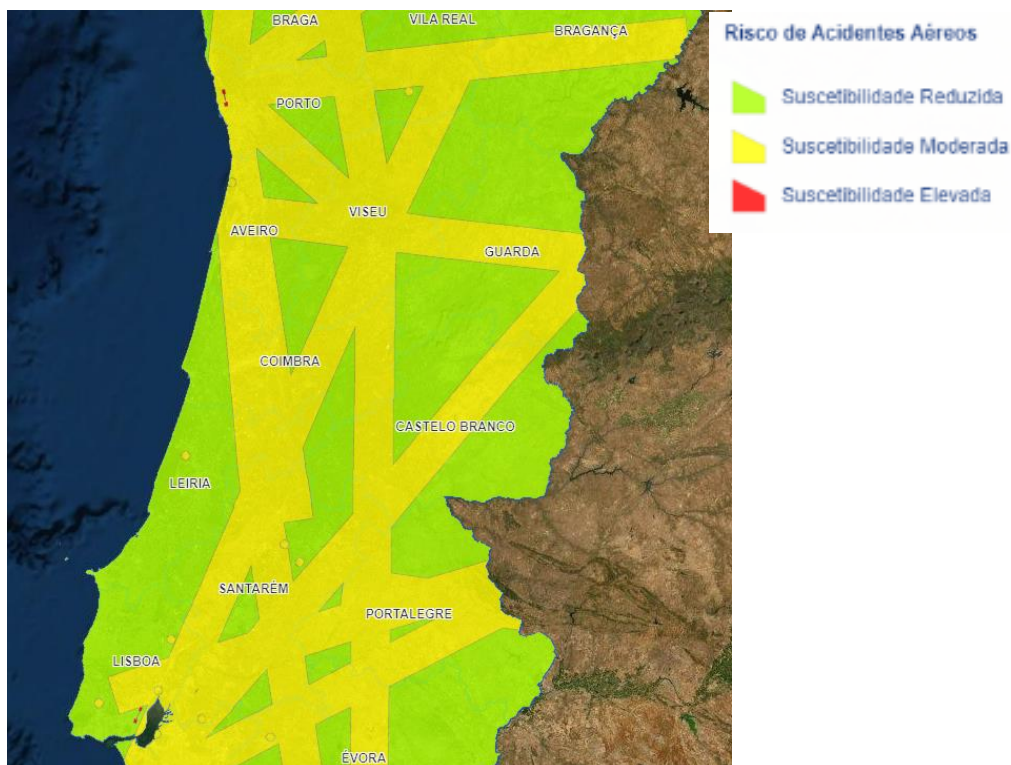 BRAGA
VILA REAL
BRAGANÇA
PORTO
VISEU
AVEIRO
GUARDA
COIMBRA
CASTELO BRANCO
LEIRIA
SANTARÉM
PORTALEGRE
LISBOA
ÉVORA
Risco de Acidentes Aéreos
Suscetibilidade Reduzida
Suscetibilidade Moderada
Suscetibilidade Elevada